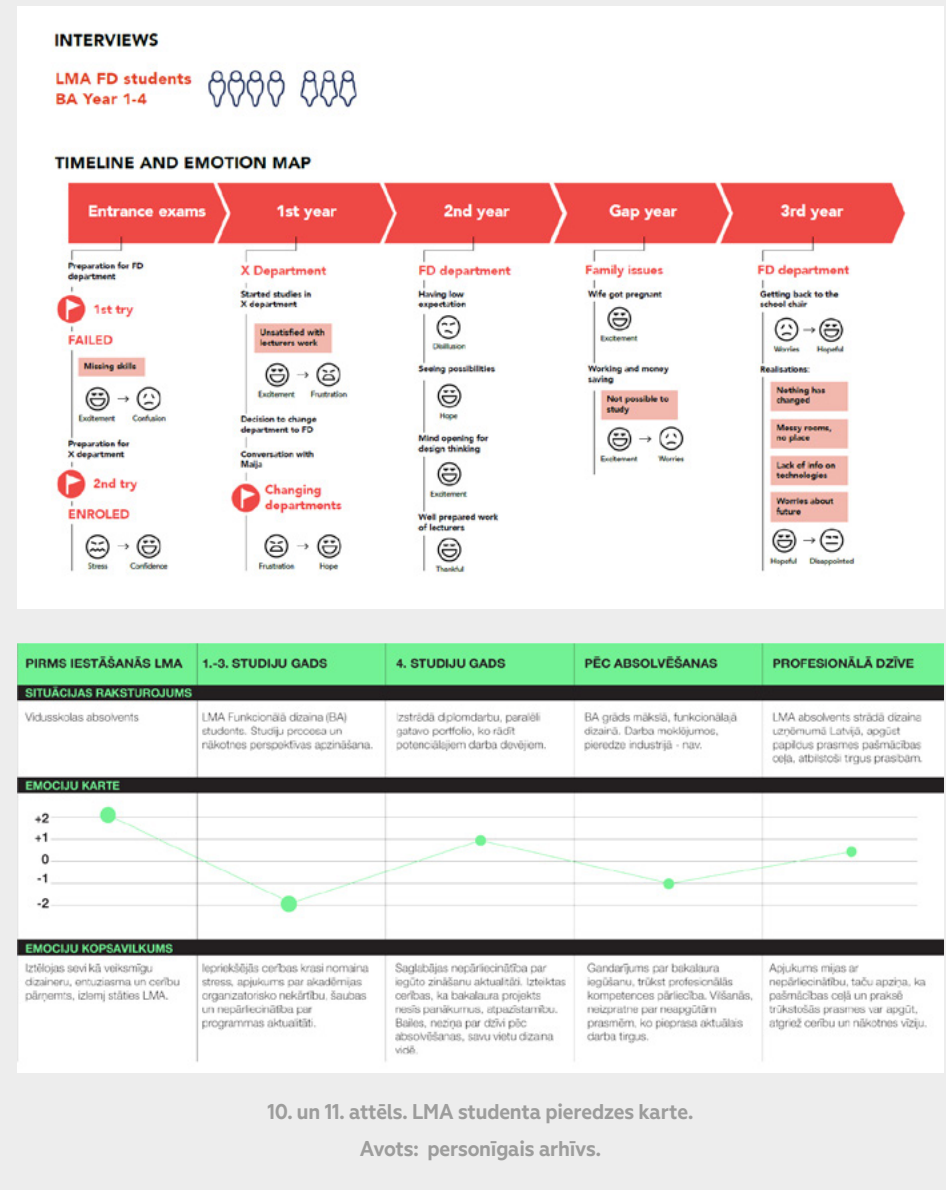 INTERVIEWS
LMA FD students
BA Year 1-4
TIMELINE AND EMOTION MAP
Entrance exams
1st year
2nd year
Gap year
3rd year
Preparation for FD
department
1st try
FAILED
Missing skills
Excitement
Confusion
Preparation for
X department
2nd try
ENROLED
Stress
Confidence
X Department
Started studies in
X department
Unsatisfied with
lecturers work
Excitement
Frustration
Decision to change
department to FD
Conversation with
Maija
Changing
departments
Frustration
Hope
FD department
Having low
expectation
Disillusion
Seeing possibilities
Hope
Mind opening for
design thinking
Excitement
Well prepared work
of lecturers
Thankful
Family issues
Wife got pregnant
Excitement
Working and money
saving
Not possible to
study
Excitement
Worries
FD department
Getting back to the
school chair
Worries
Hopeful
Realisations:
Nothing has
changed
Messy rooms,
no place
Lack of info on
technologies
Worries about
future
Hopeful
Disappointed
PIRMS IESTĀŠANĀS LMA
1.-3. STUDIJU GADS
4. STUDIJU GADS
PĒC ABSOLVĒŠANAS
PROFESIONĀLĀ DZĪVE
SITUĀCIJAS RAKSTUROJUMS
Vidusskolas absolvents
LMA Funkcionālā dizaina (BA)
students. Studiju procesa un
nākotnes perspektīvas apzināšana.
Izstrādā diplomdarbu, paralēli
gatavo portfolio, ko rādīt
potenciālajiem darba devējiem.
BA grāds mākslā, funkcionālajā
dizainā. Darba meklējumos,
pieredze industrijā - nav.
LMA absolvents strādā dizaina
uzņēmumā Latvijā, apgūst
papildus prasmes pašmācības
ceļā, atbilstoši tirgus prasībām.
EMOCIJU KARTE
+2
+1
0
-1
-2
EMOCIJU KOPSAVILKUMS
Iztēlojas sevi kā veiksmīgu
dizaineru, entuziasma un cerību
pārņemts, izlemj stāties LMA.
Iepriekšējās cerības krasi nomaina
stress, apjukums par akadēmijas
organizatorisko nekārtību, šaubas
un nepārliecinātība par
programmas aktualitāti.
Saglabājas nepārliecinātība par
iegūto zināšanu aktualitāti. Izteiktas
cerības, ka bakalaura projekts
nesīs panākumus, atpazīstamību.
Bailes, neziņa par dzīvi pēc
absolvēšanas, savu vietu dizaina
vidē.
Gandarījums par bakalaura
iegūšanu, trūkst profesionālās
kompetences pārliecība. Vilšanās,
neizpratne par neapgūtām
prasmēm, ko pieprasa aktuālais
darba tirgus.
Apjukums mijas ar
nepārliecinātību, taču apziņa, ka
pašmācības ceļā un praksē
trūkstošās prasmes var apgūt,
atgriež cerību un nākotnes vīziju.
10. un 11. attēls. LMA studenta pieredzes karte.
Avots: personīgais arhīvs.